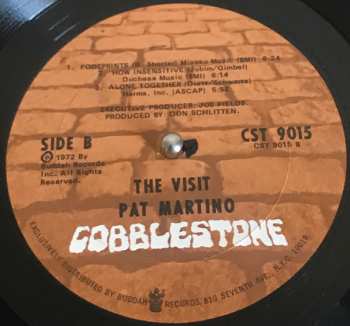 1. FOOTPRINTS (W. Shorter) Miyako Music (BMI) 6:24
HOW INSENSITIVE (Jobim/Gimbel)
Duchess Music (BMI) 6:14
ALONE TOGETHER (Dietz/Schwartz)
Harms, Inc. (ASCAP) 5:52
EXECUTIVE PRODUCER: JOE FIELDS
PRODUCED BY: DON SCHLITTEN
SIDE B
CST 9015
CST 9015 B
℗ 1972 By
Buddah Records
Inc. All Rights
Reserved.
THE VISIT
PAT MARTINO
COBBLESTONE
EXCLUSIVELY DISTRIBUTED BY BUDDAH RECORDS, 810 SEVENTH AVE., N.Y.C. 10019